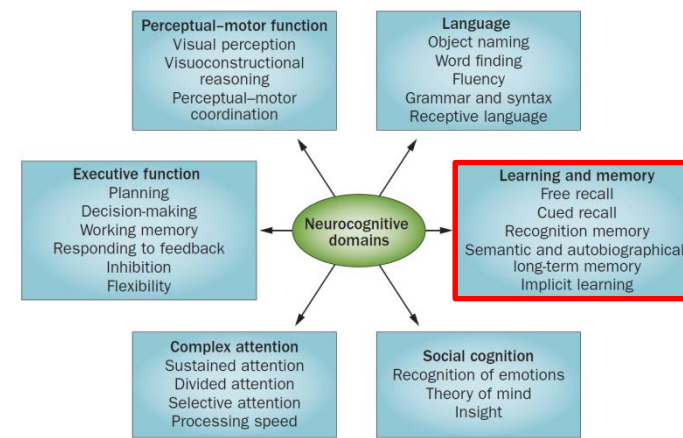 Perceptual–motor function
Visual perception
Visuoconstructional
reasoning
Perceptual–motor
coordination
Language
Object naming
Word finding
Fluency
Grammar and syntax
Receptive language
Executive function
Planning
Decision-making
Working memory
Responding to feedback
Inhibition
Flexibility
Neurocognitive
domains
Learning and memory
Free recall
Cued recall
Recognition memory
Semantic and autobiographical
long-term memory
Implicit learning
Complex attention
Sustained attention
Divided attention
Selective attention
Processing speed
Social cognition
Recognition of emotions
Theory of mind
Insight